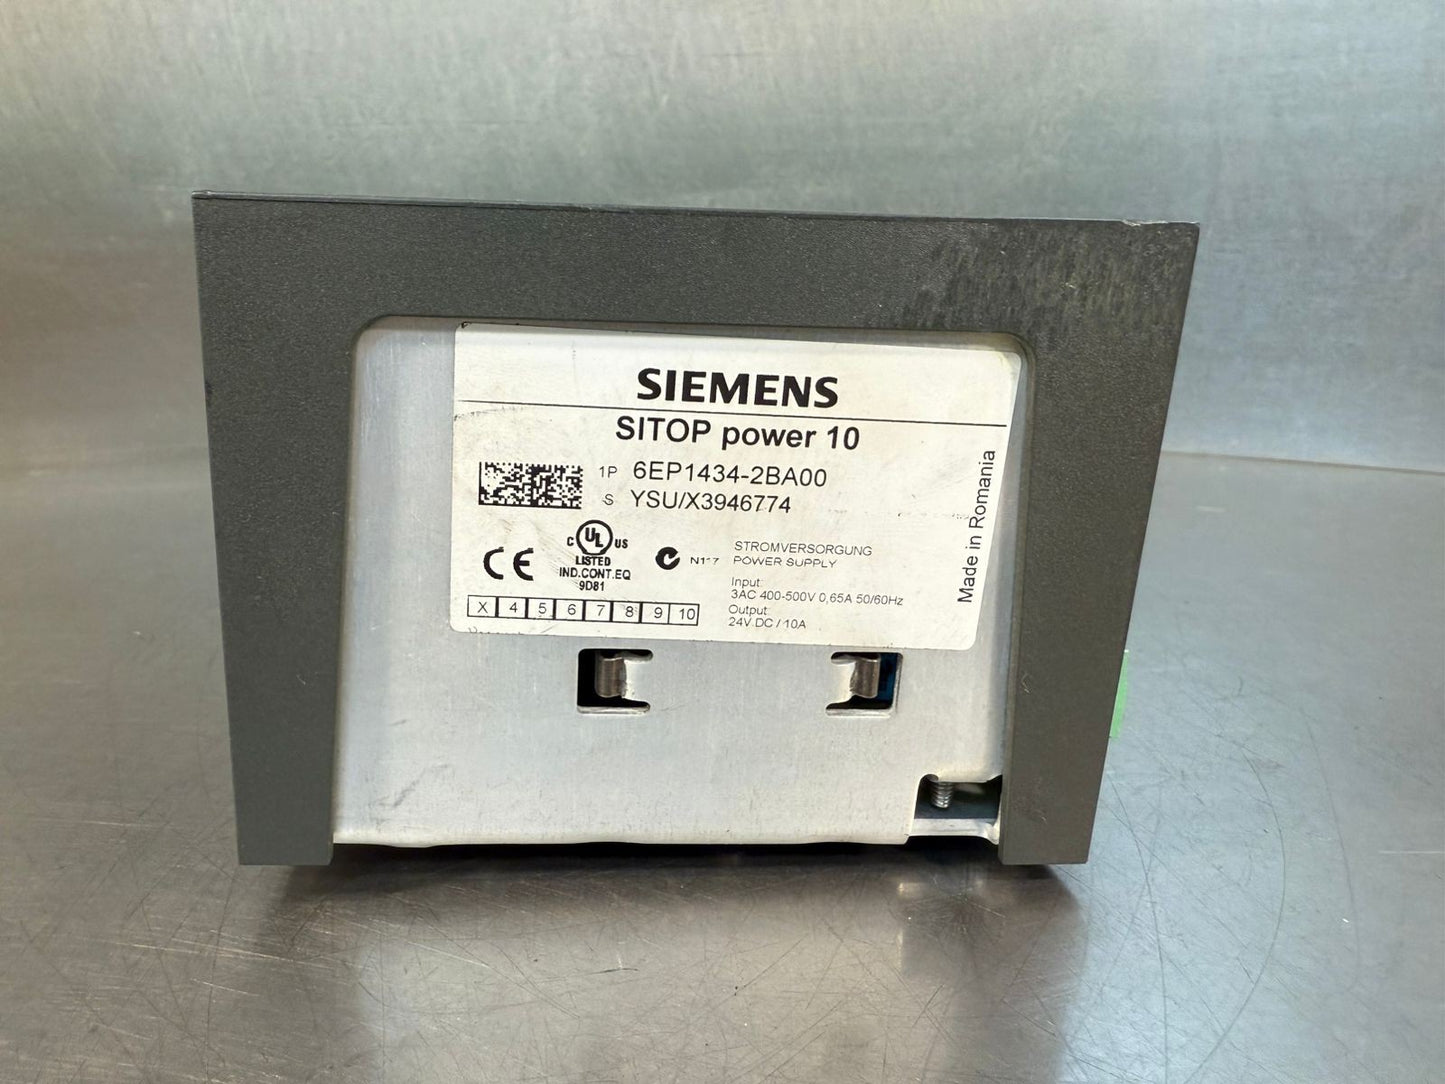 SIEMENS
SITOP power 10
1P 6EP1434-2BA00
S YSU/X3946774
C UL US
LISTED
IND.CONT.EQ
9D81
CE
STROMVERSORGUNG
POWER SUPPLY
Input:
3AC 400-500V 0,65A 50/60Hz
Output:
24V DC / 10A
X 4 5 6 7 8 9 10
Made in Romania